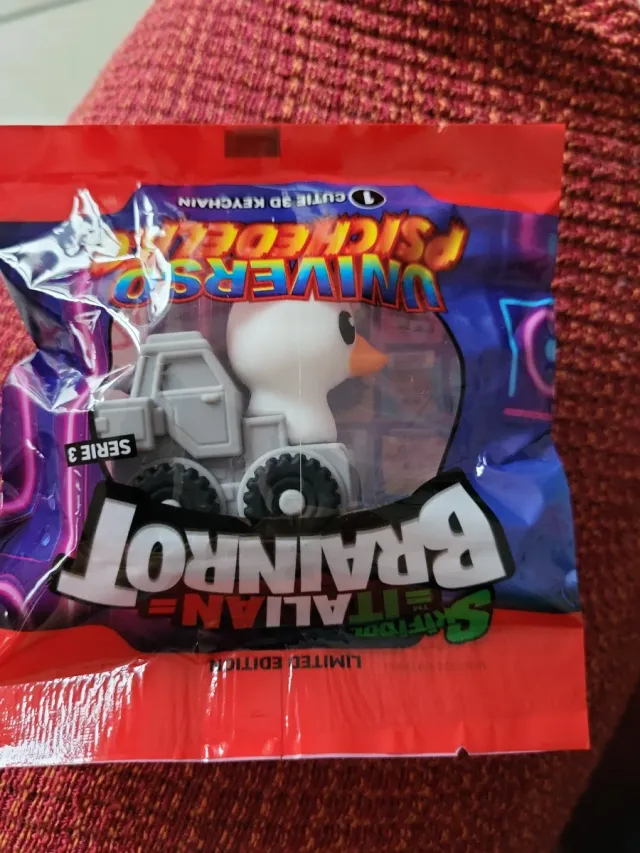 LIMITED EDITION
SKIFIDOL
=ITALIAN=
BRAINROT
SERIE 3
UNIVERSO
PSICHEDELICO
1 CUTIE 3D KEYCHAIN